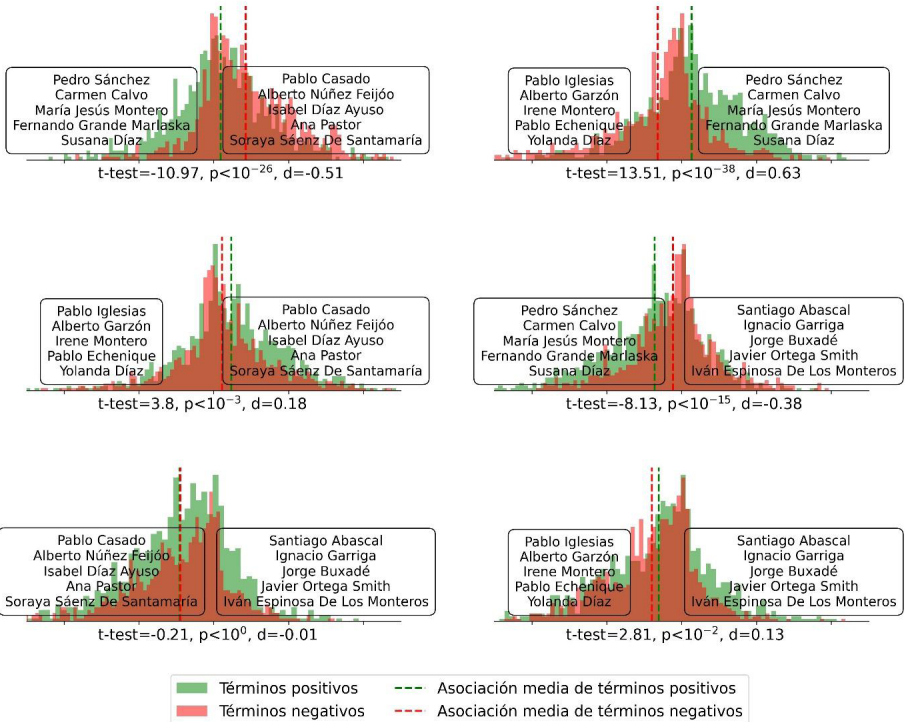 Pedro Sánchez
Carmen Calvo
María Jesús Montero
Fernando Grande Marlaska
Susana Díaz
Pablo Casado
Alberto Núñez Feijóo
Isabel Díaz Ayuso
Ana Pastor
Soraya Sáenz De Santamaría
t-test=-10.97, p<10⁻²⁶, d=-0.51
Pablo Iglesias
Alberto Garzón
Irene Montero
Pablo Echenique
Yolanda Díaz
Pedro Sánchez
Carmen Calvo
María Jesús Montero
Fernando Grande Marlaska
Susana Díaz
t-test=13.51, p<10⁻³⁸, d=0.63
Pablo Iglesias
Alberto Garzón
Irene Montero
Pablo Echenique
Yolanda Díaz
Pablo Casado
Alberto Núñez Feijóo
Isabel Díaz Ayuso
Ana Pastor
Soraya Sáenz De Santamaría
t-test=3.8, p<10⁻³, d=0.18
Pedro Sánchez
Carmen Calvo
María Jesús Montero
Fernando Grande Marlaska
Susana Díaz
Santiago Abascal
Ignacio Garriga
Jorge Buxadé
Javier Ortega Smith
Iván Espinosa De Los Monteros
t-test=-8.13, p<10⁻¹⁵, d=-0.38
Pablo Casado
Alberto Núñez Feijóo
Isabel Díaz Ayuso
Ana Pastor
Soraya Sáenz De Santamaría
Santiago Abascal
Ignacio Garriga
Jorge Buxadé
Javier Ortega Smith
Iván Espinosa De Los Monteros
t-test=-0.21, p<10⁰, d=-0.01
Pablo Iglesias
Alberto Garzón
Irene Montero
Pablo Echenique
Yolanda Díaz
Santiago Abascal
Ignacio Garriga
Jorge Buxadé
Javier Ortega Smith
Iván Espinosa De Los Monteros
t-test=2.81, p<10⁻², d=0.13
Términos positivos
Términos negativos
Asociación media de términos positivos
Asociación media de términos negativos